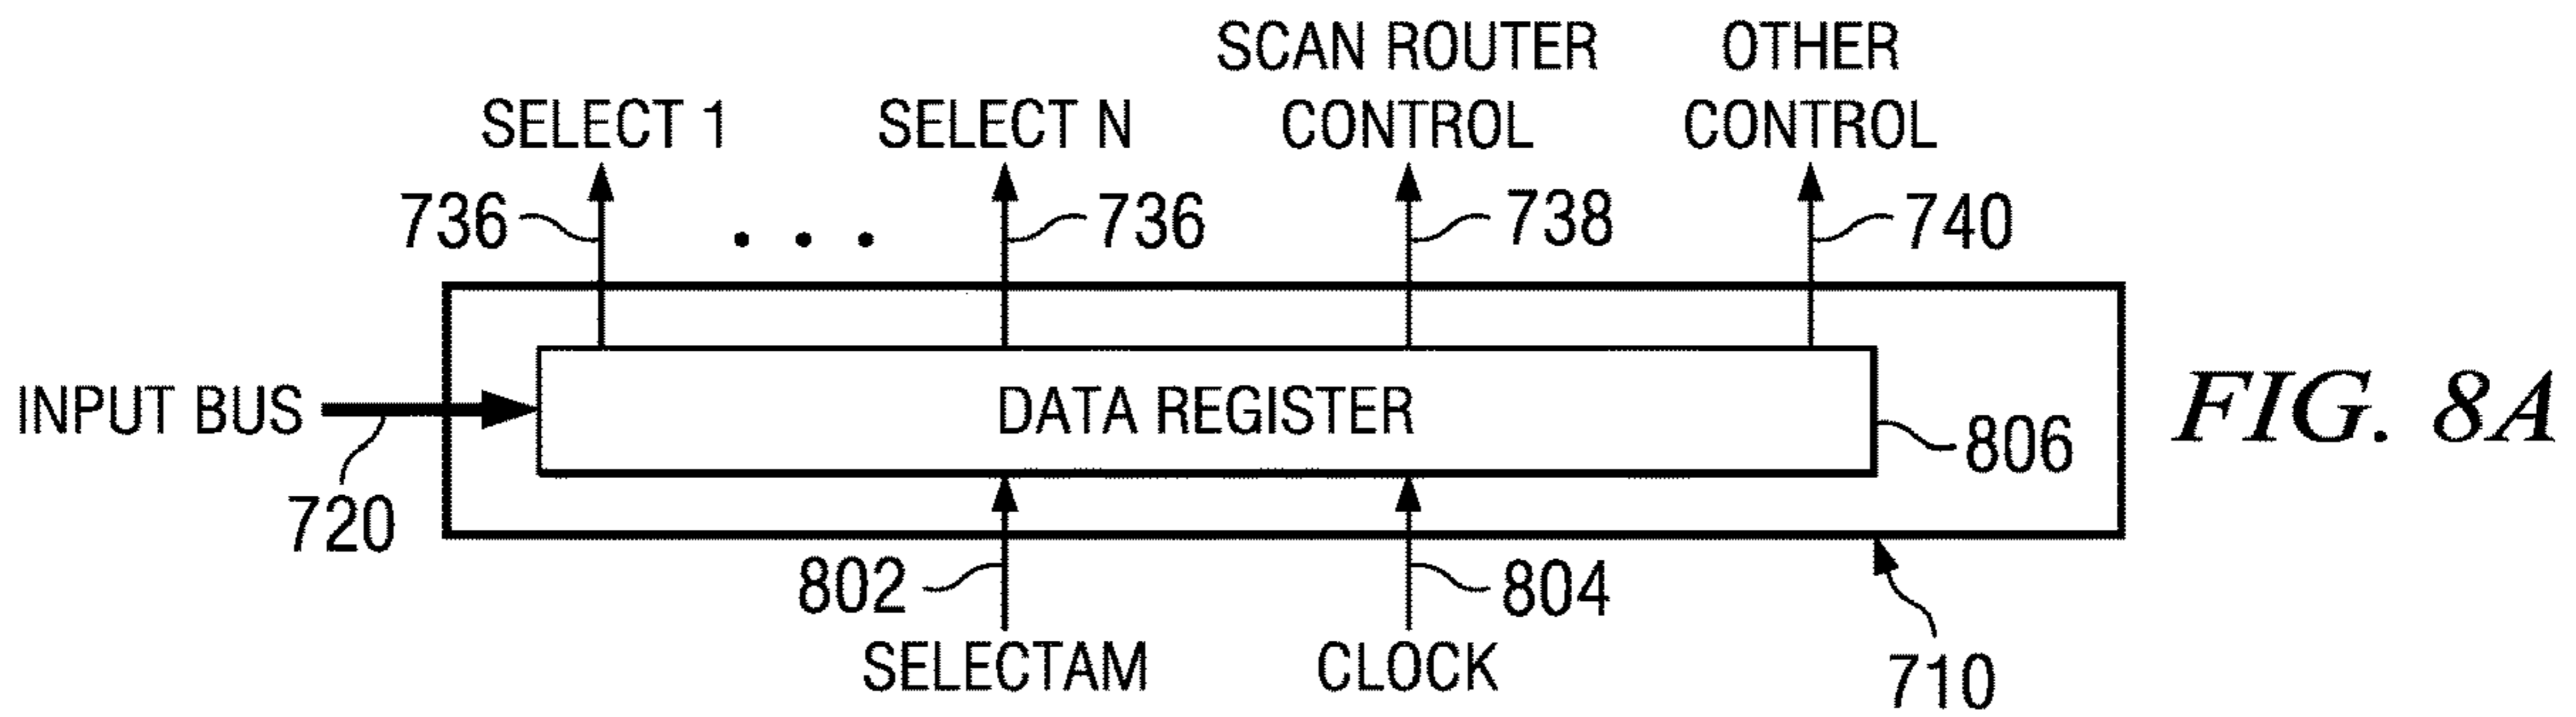 SCAN ROUTER OTHER
SELECT 1 SELECT N CONTROL CONTROL
736 . . . 736 738 740
INPUT BUS DATA REGISTER 806 FIG. 8A
720
802 804
SELECTAM CLOCK 710